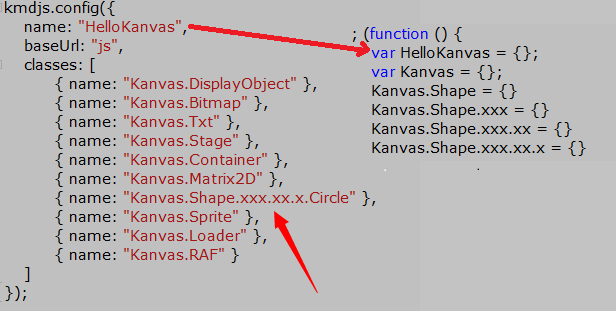 kmdjs.config({
name: "HelloKanvas",
baseUrl: "js",
classes: [
{ name: "Kanvas.DisplayObject" },
{ name: "Kanvas.Bitmap" },
{ name: "Kanvas.Txt" },
{ name: "Kanvas.Stage" },
{ name: "Kanvas.Container" },
{ name: "Kanvas.Matrix2D" },
{ name: "Kanvas.Shape.xxx.xx.x.Circle" },
{ name: "Kanvas.Sprite" },
{ name: "Kanvas.Loader" },
{ name: "Kanvas.RAF" }
]
});
; (function () {
var HelloKanvas = {};
var Kanvas = {};
Kanvas.Shape = {}
Kanvas.Shape.xxx = {}
Kanvas.Shape.xxx.xx = {}
Kanvas.Shape.xxx.xx.x = {}